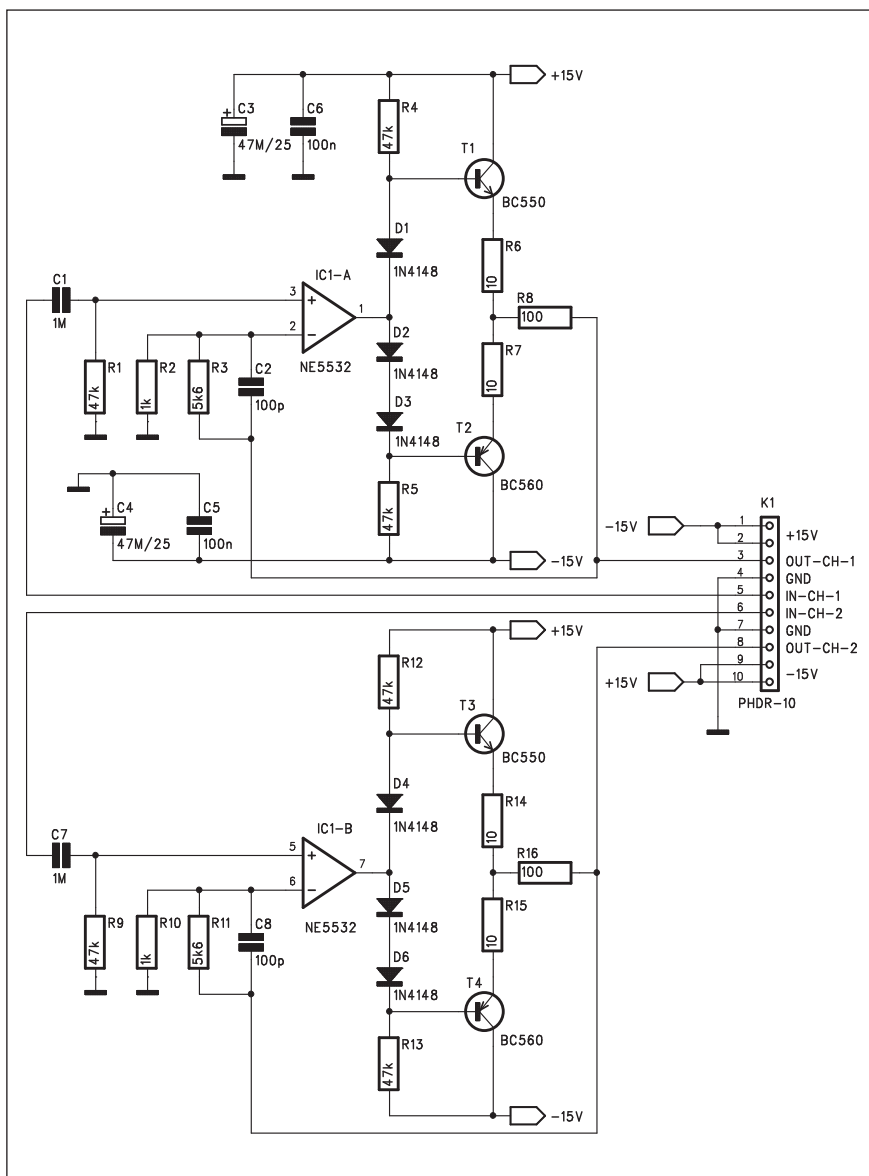 +15V
C3
+
47M/25
C6
100n
R4
47k
T1
BC550
D1
1N4148
R6
10
C1
1M
IC1-A
3
+
2
−
1
NE5532
R8
100
R1
47k
R2
1k
R3
5k6
C2
100p
D2
1N4148
R7
10
D3
1N4148
T2
BC560
C4
+
47M/25
C5
100n
R5
47k
-15V
K1
-15V
1
+15V
2
3
OUT-CH-1
4
GND
5
IN-CH-1
6
IN-CH-2
7
GND
8
OUT-CH-2
9
-15V
+15V
10
PHDR-10
+15V
R12
47k
T3
BC550
D4
1N4148
R14
10
C7
1M
IC1-B
5
+
6
−
7
NE5532
R16
100
R9
47k
R10
1k
R11
5k6
C8
100p
D5
1N4148
R15
10
D6
1N4148
T4
BC560
R13
47k
-15V